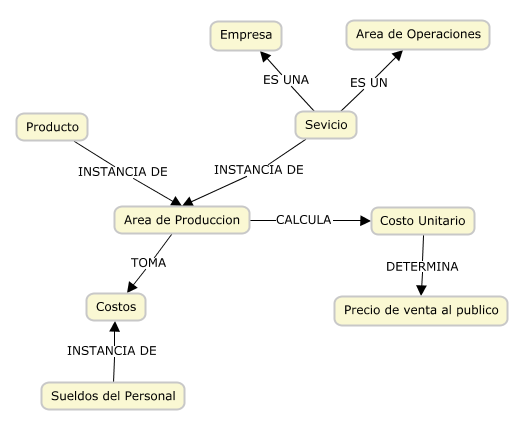 Empresa
Area de Operaciones
ES UNA
ES UN
Producto
Sevicio
INSTANCIA DE
INSTANCIA DE
Area de Produccion
CALCULA
Costo Unitario
TOMA
DETERMINA
Costos
Precio de venta al publico
INSTANCIA DE
Sueldos del Personal